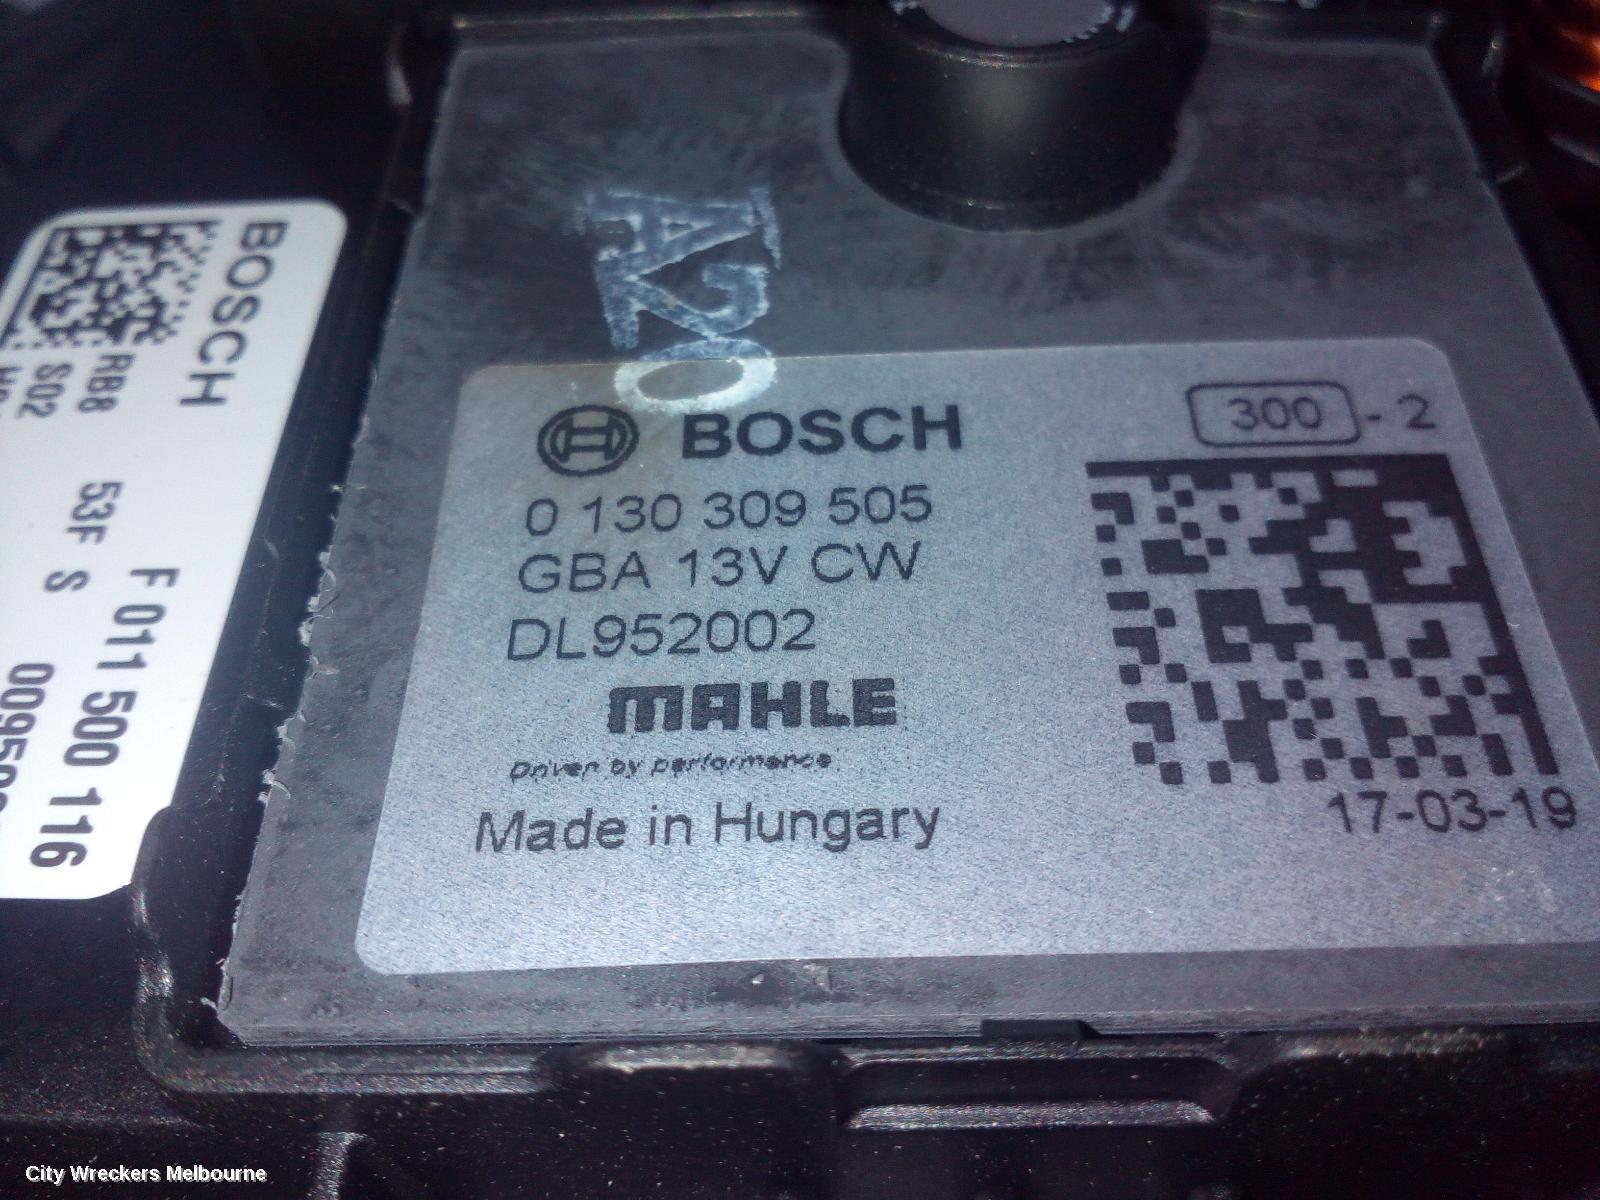 BOSCH
RB8 53F S F 011 500 116
S02
A20
BOSCH
300 - 2
0 130 309 505
GBA 13V CW
DL952002
MAHLE
Driven by performance
Made in Hungary
17-03-19
City Wreckers Melbourne